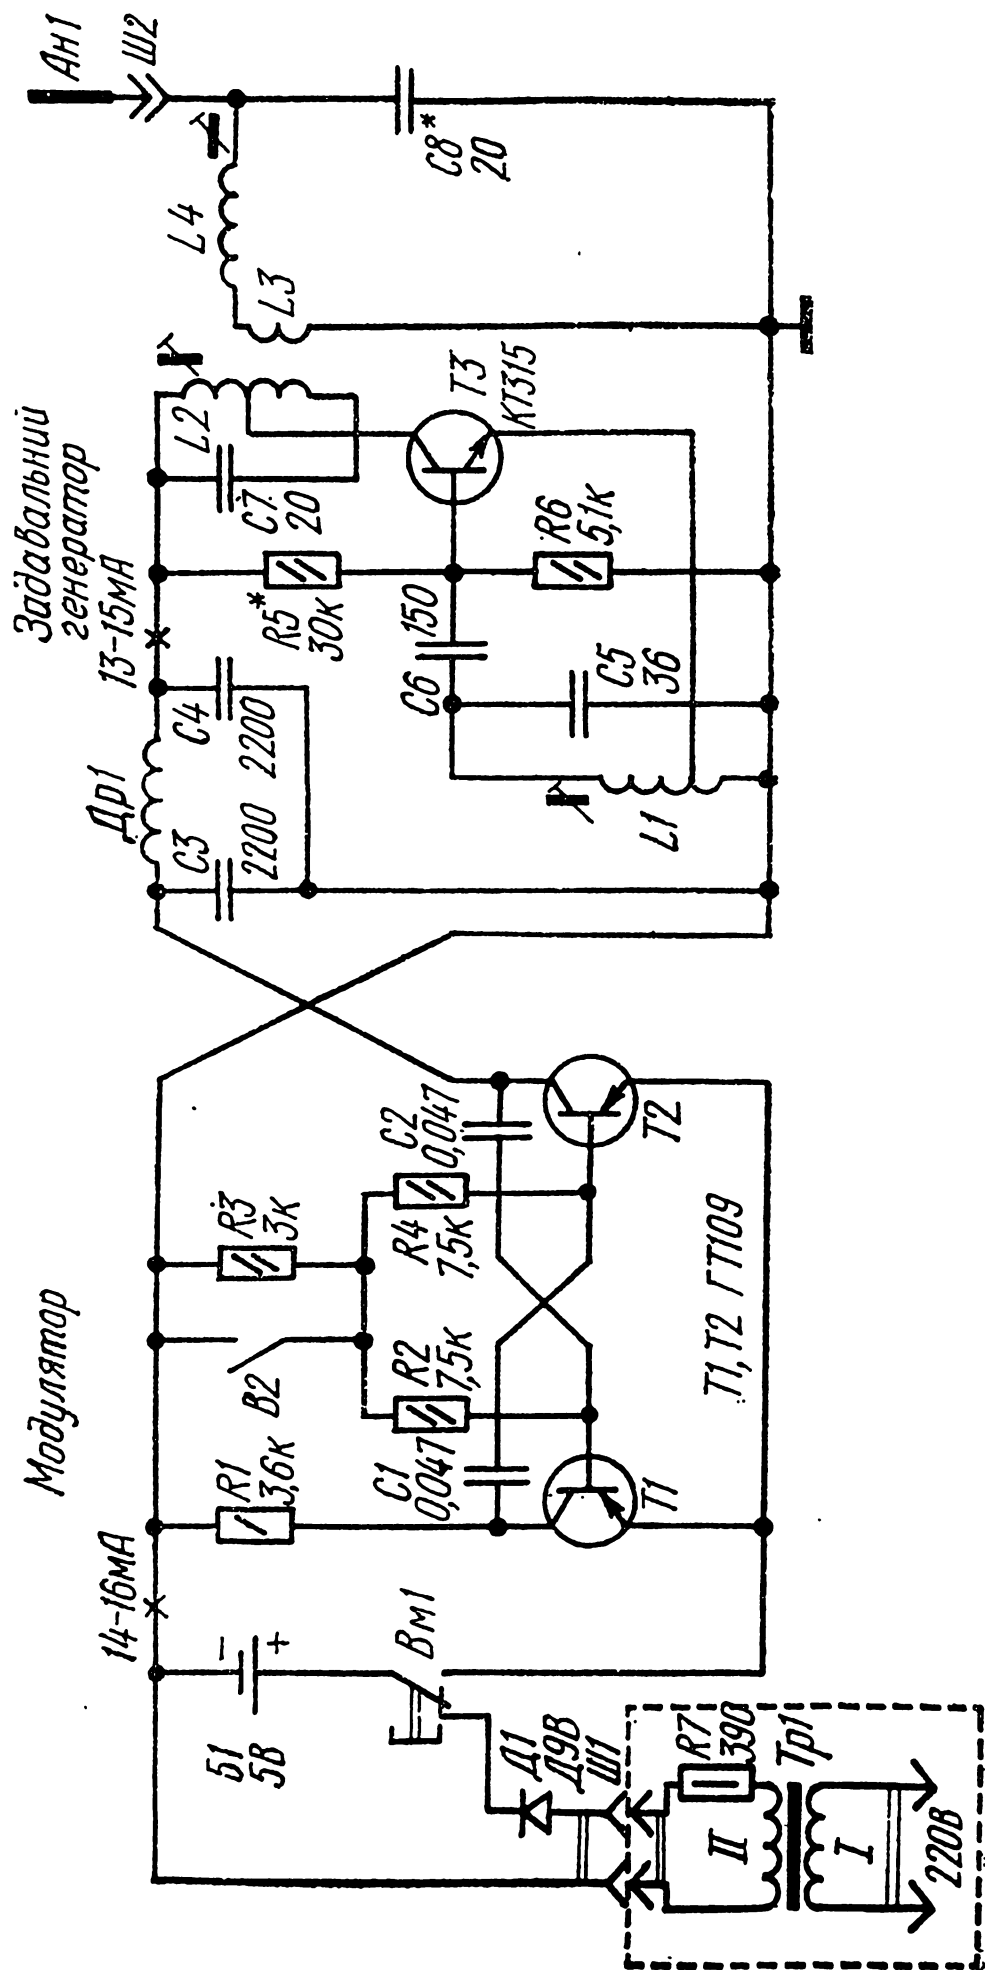 Модулятор
Задавальний
генератор
14-16мА
Б1
5В
Вм1
Д1
Д9В
Ш1
R7
390
Тр1
II
I
220В
R1
3,6к
В2
R3
3к
R2
7,5к
R4
7,5к
С1
0,047
С2
0,047
Т1
Т2
Т1, Т2 ГТ109
Др1
С3
2200
С4
2200
13-15мА
R5*
30к
С7
20
L2
С6
150
С5
36
L1
R6
5,1к
Т3
КТ315
L3
L4
С8*
20
Ан1
Ш2